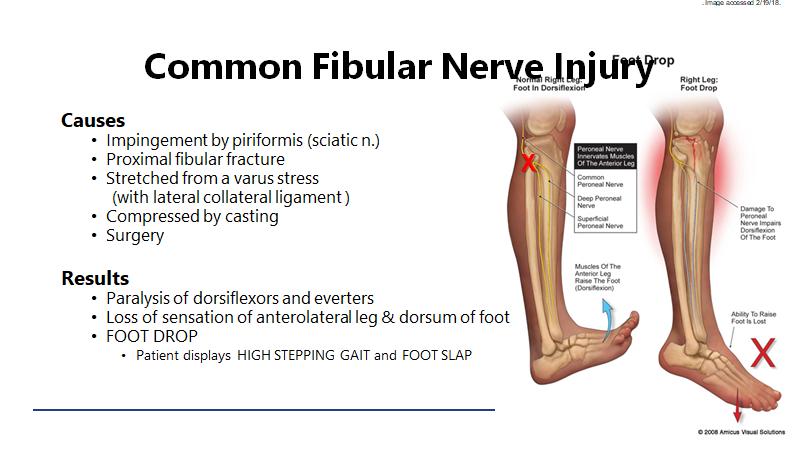 . Image accessed 2/19/18.
Common Fibular Nerve Injury
Foot Drop
Normal Right Leg:
Foot In Dorsiflexion
Right Leg:
Foot Drop
Causes
• Impingement by piriformis (sciatic n.)
• Proximal fibular fracture
• Stretched from a varus stress
(with lateral collateral ligament )
• Compressed by casting
• Surgery
Results
• Paralysis of dorsiflexors and everters
• Loss of sensation of anterolateral leg & dorsum of foot
• FOOT DROP
• Patient displays HIGH STEPPING GAIT and FOOT SLAP
X
Peroneal Nerve
Innervates Muscles
Of The Anterior Leg
Common
Peroneal Nerve
Deep Peroneal
Nerve
Superficial
Peroneal Nerve
Muscles Of The
Anterior Leg
Raise The Foot
(Dorsiflexion)
Damage To
Peroneal
Nerve Impairs
Dorsiflexion
Of The Foot
Ability To Raise
Foot Is Lost
X
© 2008 Amicus Visual Solutions